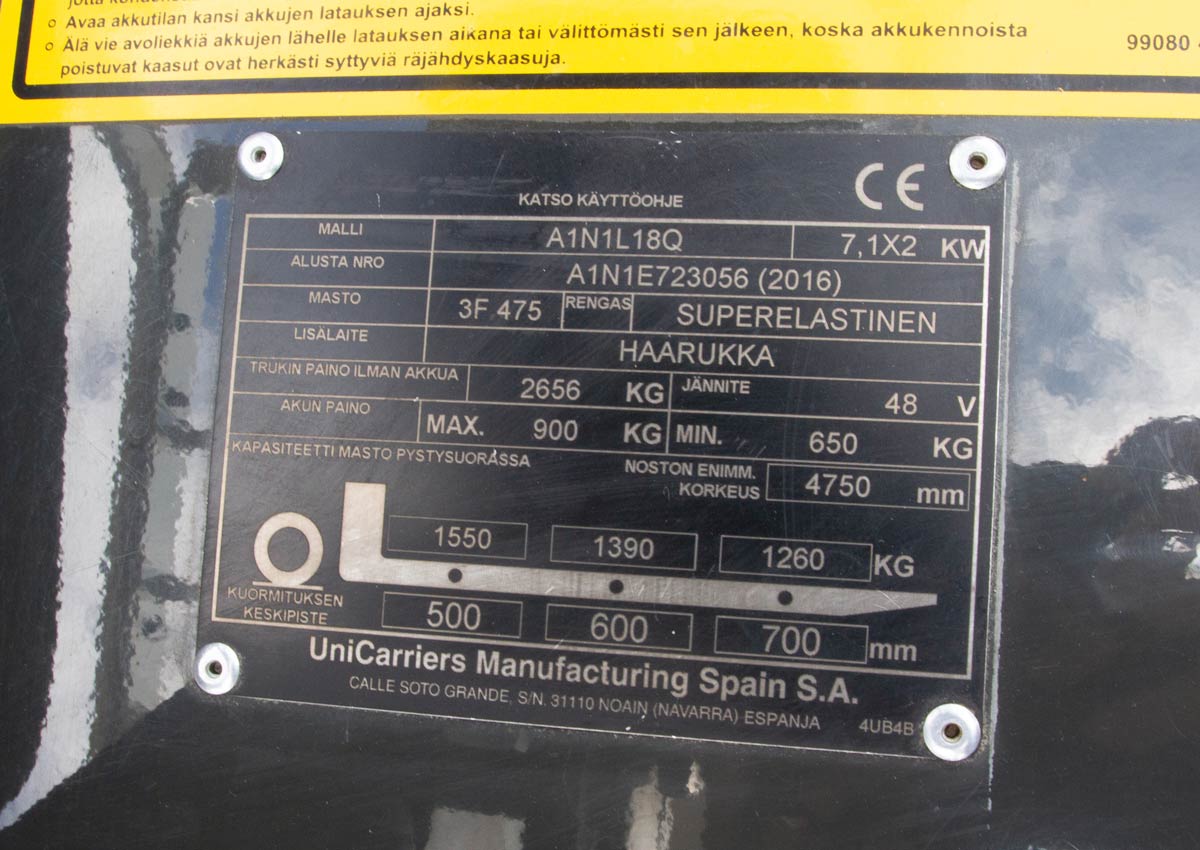 o Avaa akkutilan kansi akkujen latauksen ajaksi.
o Älä vie avoliekkiä akkujen lähelle latauksen aikana tai välittömästi sen jälkeen, koska akkukennoista
poistuvat kaasut ovat herkästi syttyviä räjähdyskaasuja.
99080
KATSO KÄYTTÖOHJE CE
MALLI A1N1L18Q 7,1X2 KW
ALUSTA NRO A1N1E723056 (2016)
MASTO 3F 475 RENGAS SUPERELASTINEN
LISÄLAITE HAARUKKA
TRUKIN PAINO ILMAN AKKUA 2656 KG JÄNNITE 48 V
AKUN PAINO MAX. 900 KG MIN. 650 KG
KAPASITEETTI MASTO PYSTYSUORASSA
NOSTON ENIMM.
KORKEUS 4750 mm
1550 1390 1260 KG
KUORMITUKSEN
KESKIPISTE
500 600 700 mm
UniCarriers Manufacturing Spain S.A.
CALLE SOTO GRANDE, S/N. 31110 NOAIN (NAVARRA) ESPANJA 4UB4B